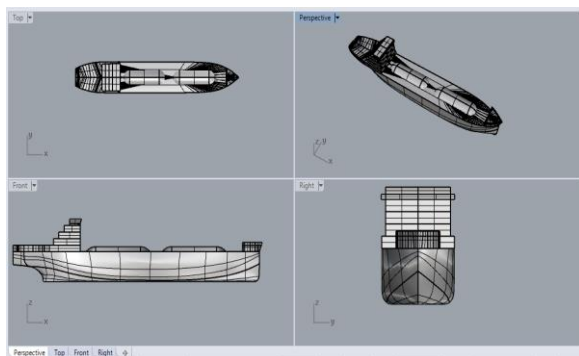 Top
Perspective
y
x
z y
x
Front
Right
z
x
z
y
Perspective Top Front Right